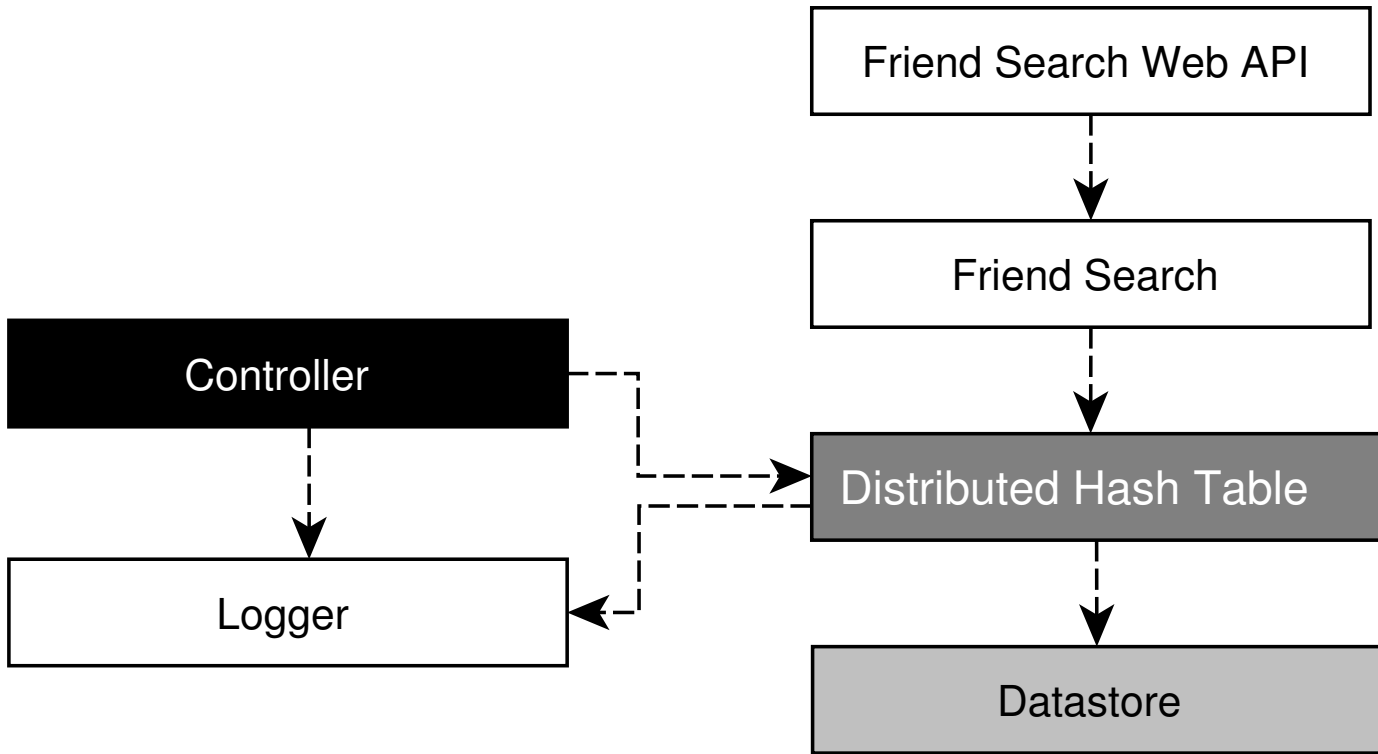 Friend Search Web API
Friend Search
Controller
Distributed Hash Table
Logger
Datastore